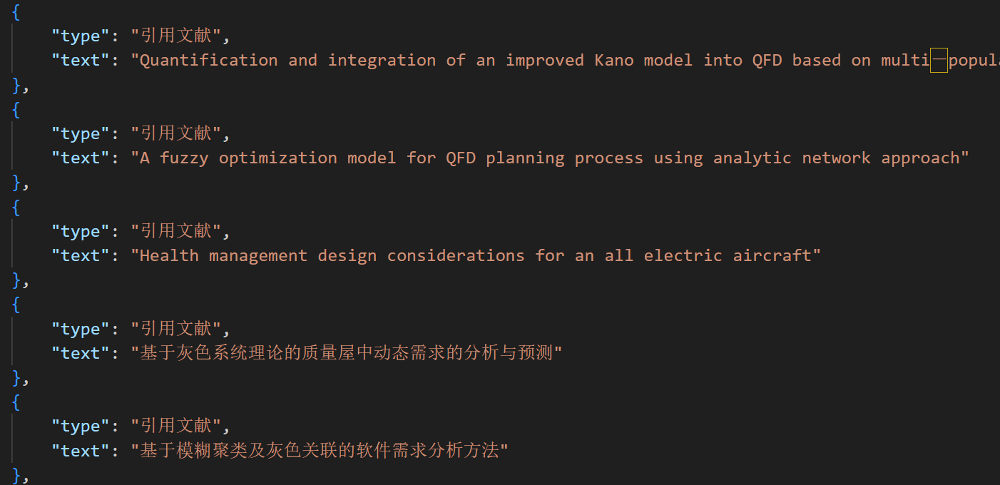 {
"type": "引用文献",
"text": "Quantification and integration of an improved Kano model into QFD based on multi－popul
},
{
"type": "引用文献",
"text": "A fuzzy optimization model for QFD planning process using analytic network approach"
},
{
"type": "引用文献",
"text": "Health management design considerations for an all electric aircraft"
},
{
"type": "引用文献",
"text": "基于灰色系统理论的质量屋中动态需求的分析与预测"
},
{
"type": "引用文献",
"text": "基于模糊聚类及灰色关联的软件需求分析方法"
},